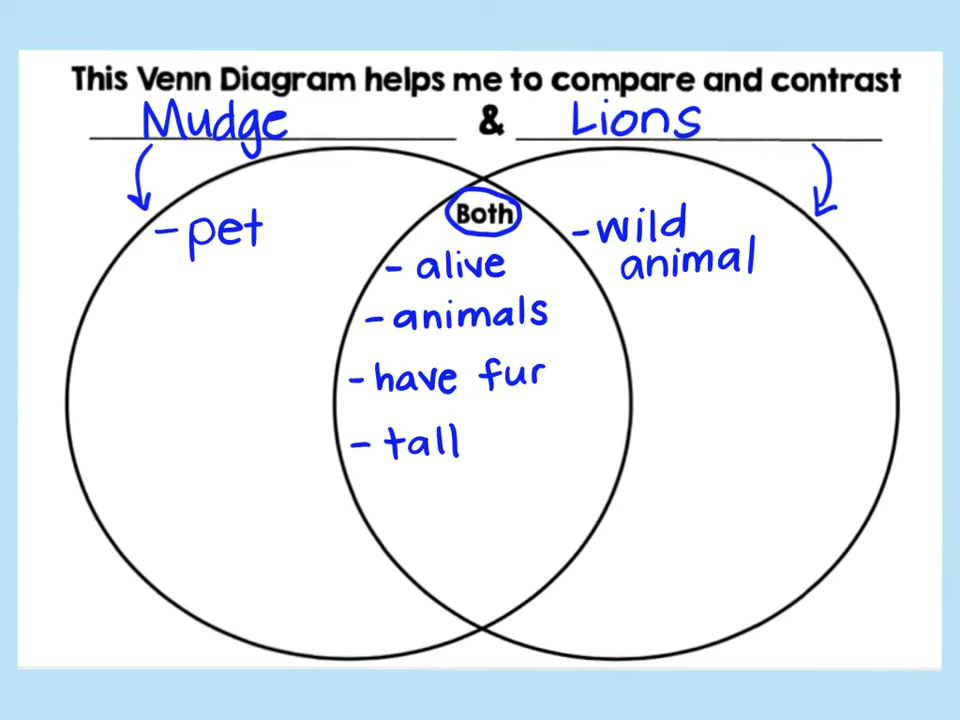 This Venn Diagram helps me to compare and contrast
Mudge & Lions
Both
- pet
- alive
- animals
- have fur
- tall
- wild
animal